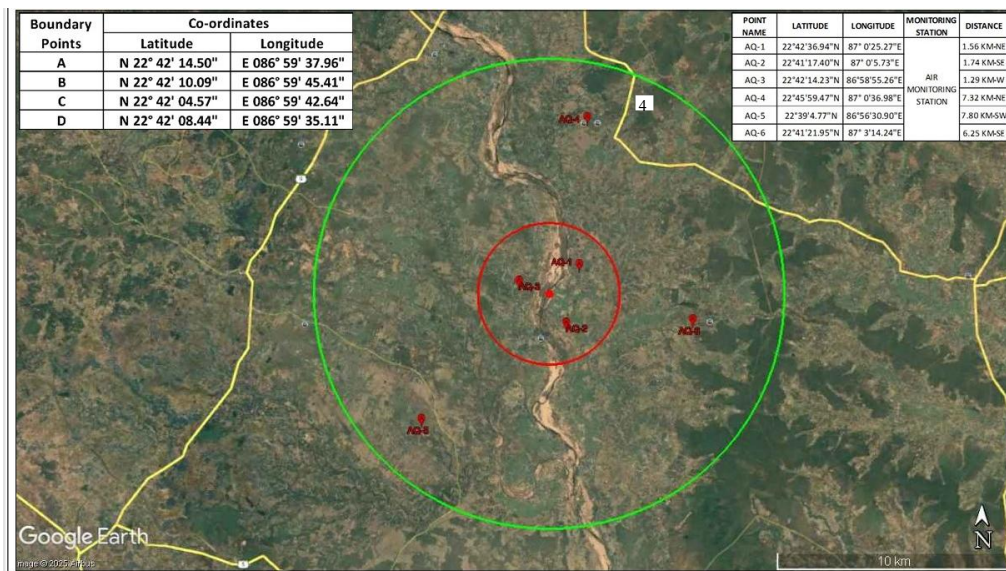 Boundary Points Co-ordinates
Latitude Longitude
A N 22° 42' 14.50" E 086° 59' 37.96"
B N 22° 42' 10.09" E 086° 59' 45.41"
C N 22° 42' 04.57" E 086° 59' 42.64"
D N 22° 42' 08.44" E 086° 59' 35.11"
POINT NAME LATITUDE LONGITUDE MONITORING STATION DISTANCE
AQ-1 22°42'36.94"N 87° 0'25.27"E AIR MONITORING STATION 1.56 KM-NE
AQ-2 22°41'17.40"N 87° 0'5.73"E 1.74 KM-SE
AQ-3 22°42'14.23"N 86°58'55.26"E 1.29 KM-W
AQ-4 22°45'59.47"N 87° 0'36.98"E 7.32 KM-NE
AQ-5 22°39'4.77"N 86°56'30.90"E 7.80 KM-SW
AQ-6 22°41'21.95"N 87° 3'14.24"E 6.25 KM-SE
4
AQ-4
AQ-1
AQ-3
AQ-2
AQ-6
AQ-5
Google Earth
mage © 2025 Airbus
N
10 km